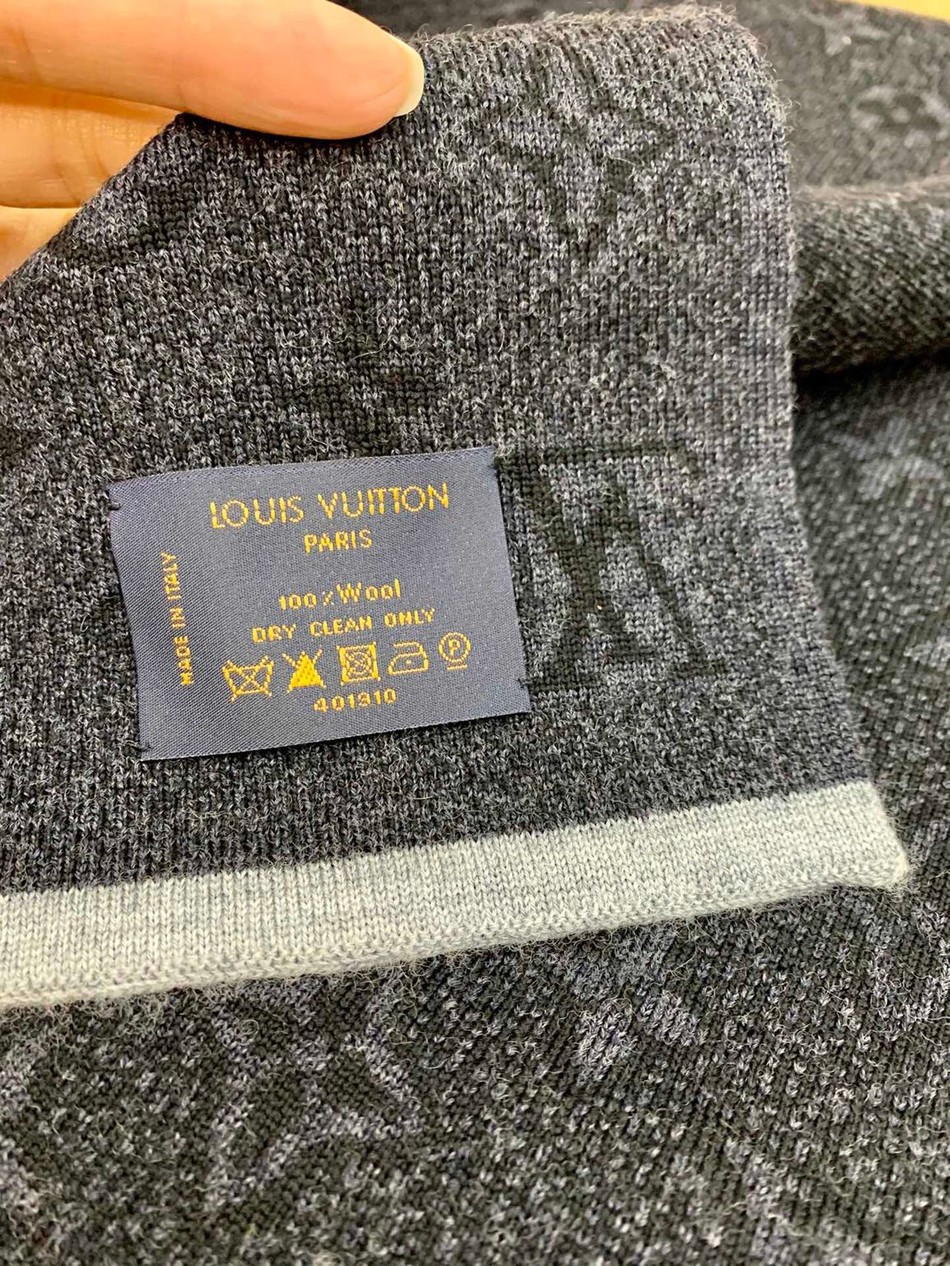 LOUIS VUITTON
PARIS
100% Wool
DRY CLEAN ONLY
P
401910
MADE IN ITALY